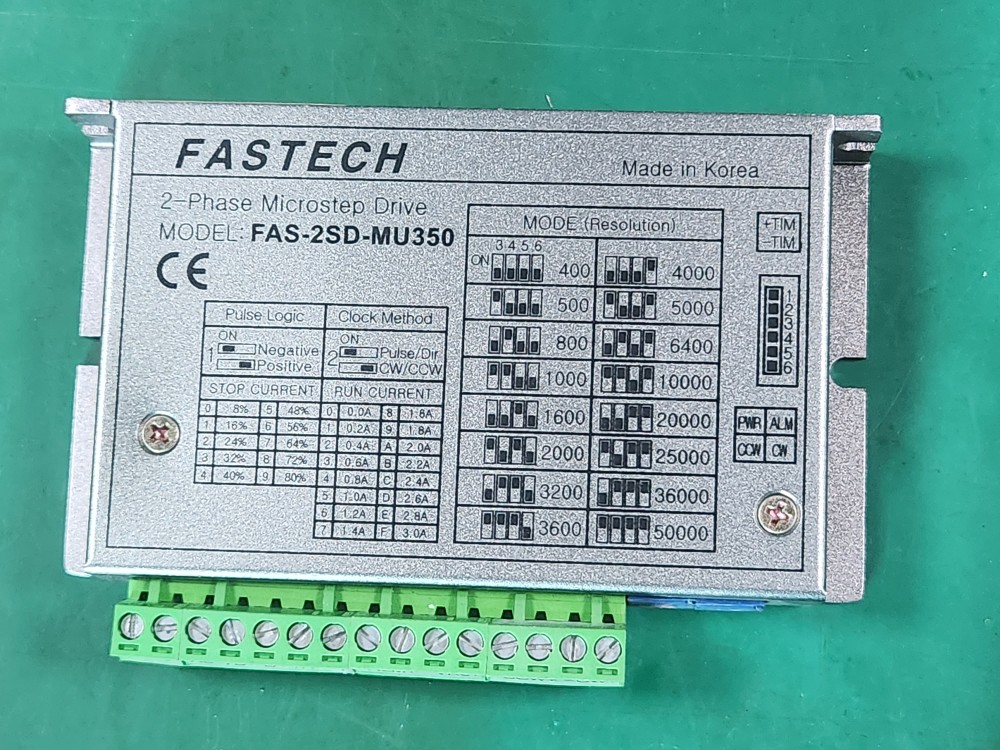 FASTECH
Made in Korea
2-Phase Microstep Drive
MODEL: FAS-2SD-MU350
CE
Pulse Logic Clock Method
ON ON
1 Negative 2 Pulse/Dir
Positive CW/CCW
STOP CURRENT RUN CURRENT
0 8% 5 48% 0 0.0A 8 1.6A
1 16% 6 56% 1 0.2A 9 1.8A
2 24% 7 64% 2 0.4A A 2.0A
3 32% 8 72% 3 0.6A B 2.2A
4 40% 9 80% 4 0.8A C 2.4A
5 1.0A D 2.6A
6 1.2A E 2.8A
7 1.4A F 3.0A
MODE (Resolution)
3 4 5 6
ON 400 4000
500 5000
800 6400
1000 10000
1600 20000
2000 25000
3200 36000
3600 50000
+TIM
-TIM
1
2
3
4
5
6
PWR ALM
CCW CW